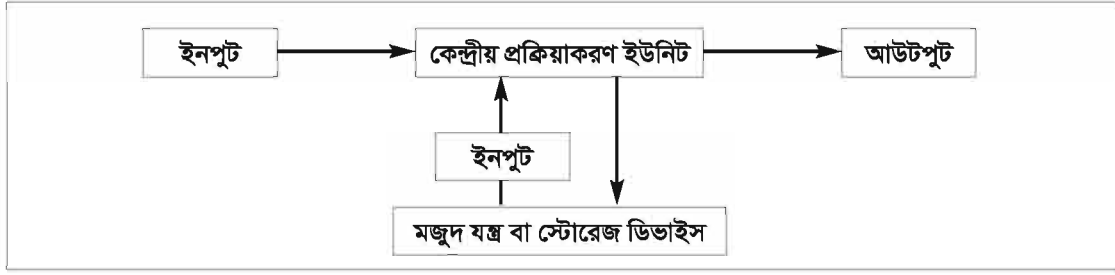 ইনপুট কেন্দ্রীয় প্রক্রিয়াকরণ ইউনিট আউটপুট
ইনপুট
মজুদ যন্ত্র বা স্টোরেজ ডিভাইস